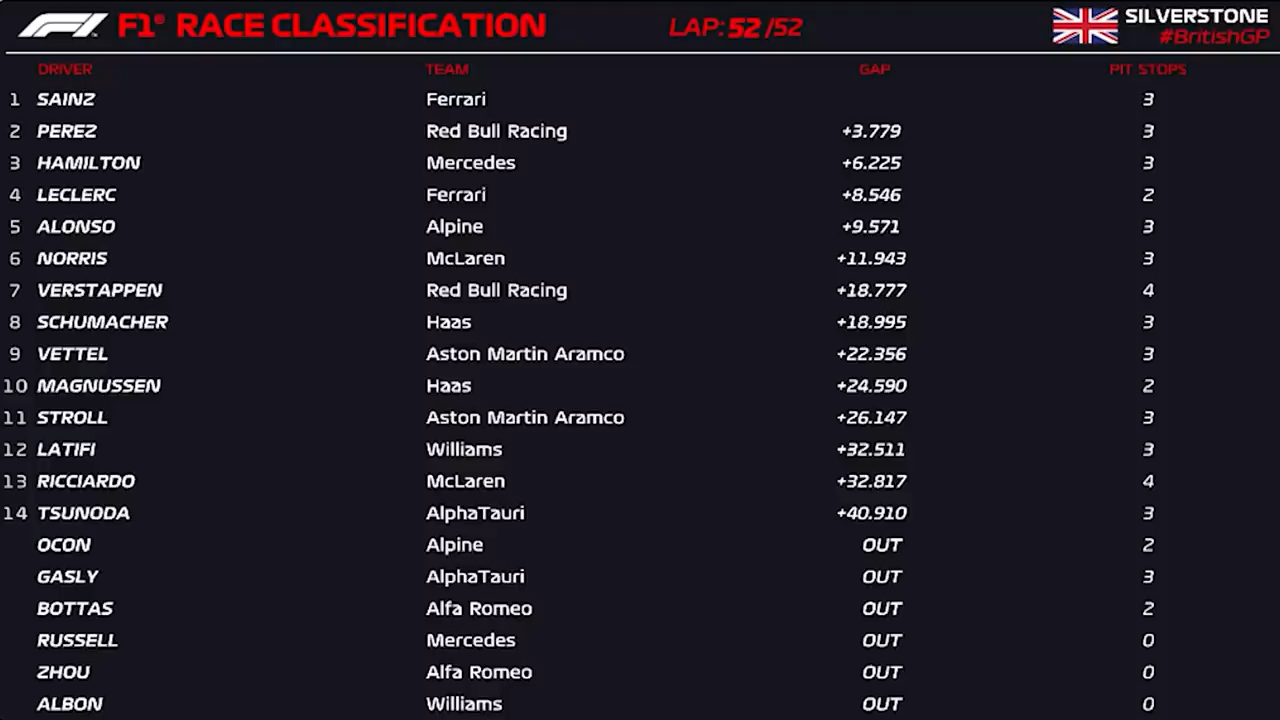 F1® RACE CLASSIFICATION LAP: 52 /52 SILVERSTONE
#BritishGP
DRIVER TEAM GAP PIT STOPS
1 SAINZ Ferrari 3
2 PEREZ Red Bull Racing +3.779 3
3 HAMILTON Mercedes +6.225 3
4 LECLERC Ferrari +8.546 2
5 ALONSO Alpine +9.571 3
6 NORRIS McLaren +11.943 3
7 VERSTAPPEN Red Bull Racing +18.777 4
8 SCHUMACHER Haas +18.995 3
9 VETTEL Aston Martin Aramco +22.356 3
10 MAGNUSSEN Haas +24.590 2
11 STROLL Aston Martin Aramco +26.147 3
12 LATIFI Williams +32.511 3
13 RICCIARDO McLaren +32.817 4
14 TSUNODA AlphaTauri +40.910 3
OCON Alpine OUT 2
GASLY AlphaTauri OUT 3
BOTTAS Alfa Romeo OUT 2
RUSSELL Mercedes OUT 0
ZHOU Alfa Romeo OUT 0
ALBON Williams OUT 0